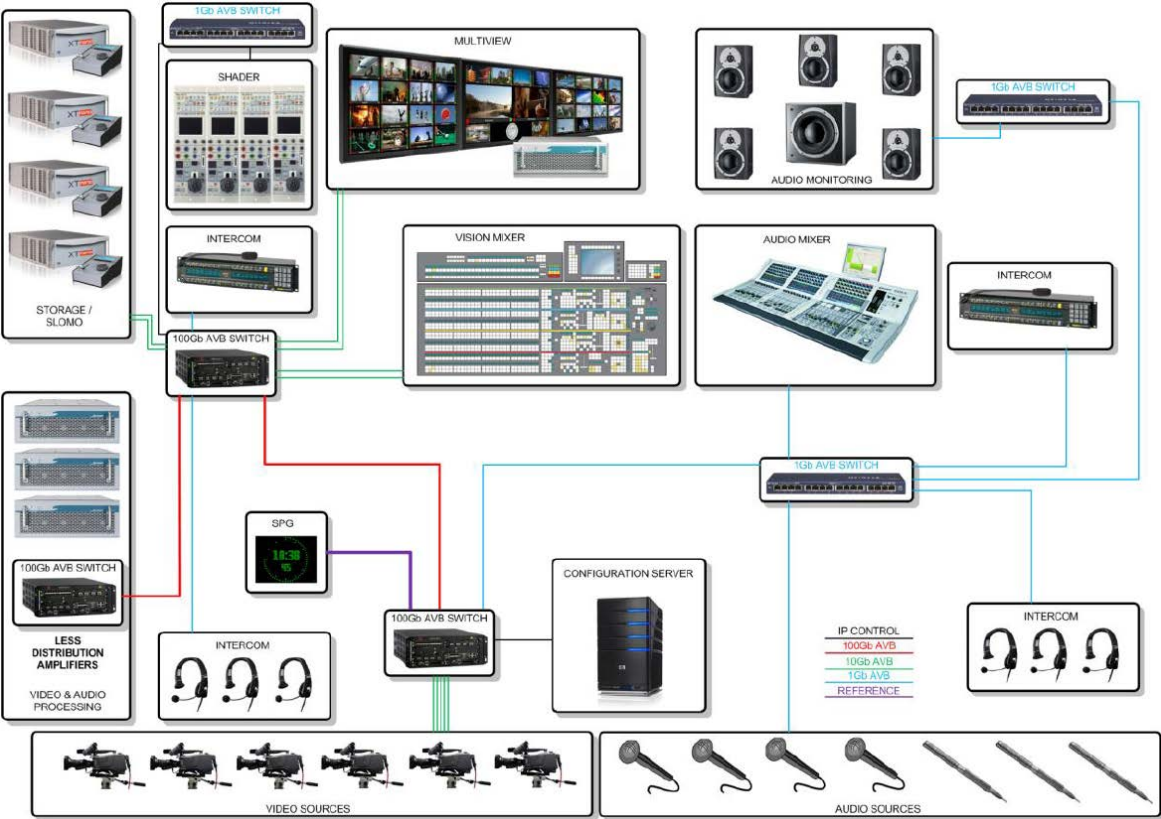 1Gb AVB SWITCH
MULTIVIEW
SHADER
1Gb AVB SWITCH
AUDIO MONITORING
XT
XT
XT
XT
STORAGE /
SLOMO
INTERCOM
VISION MIXER
AUDIO MIXER
INTERCOM
100Gb AVB SWITCH
1Gb AVB SWITCH
SPG
10:38
45
100Gb AVB SWITCH
LESS
DISTRIBUTION
AMPLIFIERS
VIDEO & AUDIO
PROCESSING
INTERCOM
100Gb AVB SWITCH
CONFIGURATION SERVER
IP CONTROL
100Gb AVB
10Gb AVB
1Gb AVB
REFERENCE
INTERCOM
VIDEO SOURCES
AUDIO SOURCES